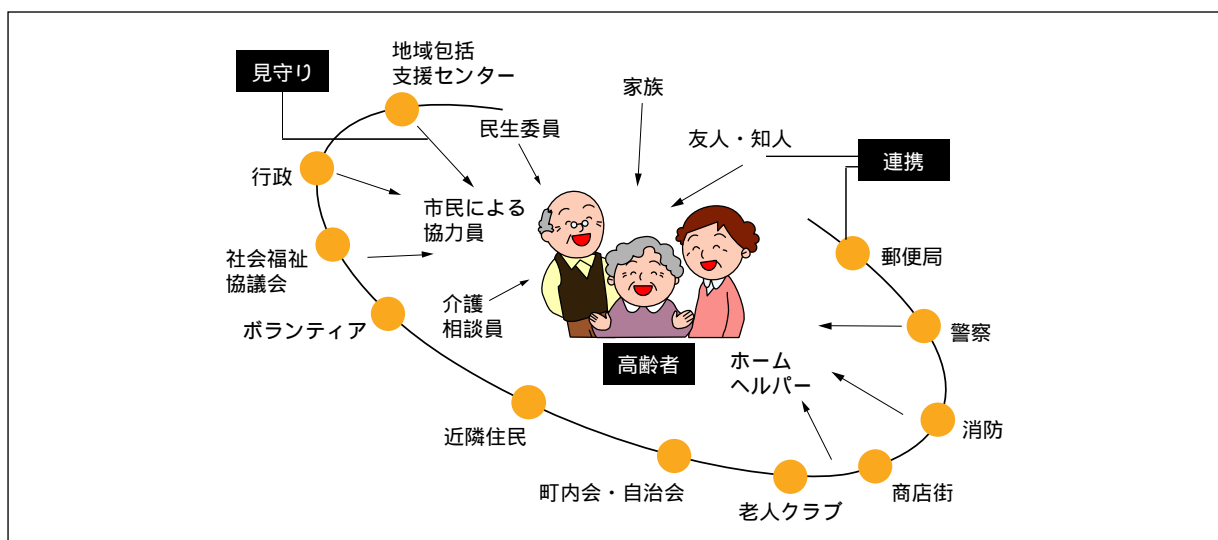 見守り
地域包括
支援センター
家族
民生委員
友人・知人
連携
行政
市民による
協力員
社会福祉
協議会
郵便局
介護
相談員
ボランティア
警察
高齢者
ホーム
ヘルパー
近隣住民
消防
町内会・自治会
商店街
老人クラブ